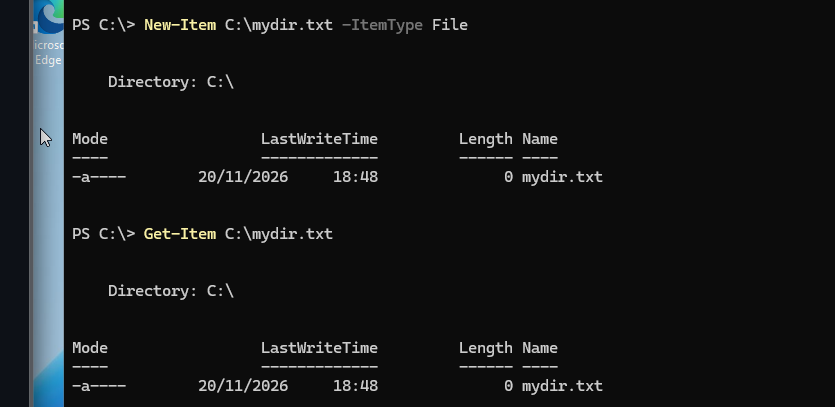 PS C:\> New-Item C:\mydir.txt -ItemType File
Edge
Directory: C:\
Mode LastWriteTime Length Name
---- ------------- ------ ----
-a---- 20/11/2026 18:48 0 mydir.txt
PS C:\> Get-Item C:\mydir.txt
Directory: C:\
Mode LastWriteTime Length Name
---- ------------- ------ ----
-a---- 20/11/2026 18:48 0 mydir.txt